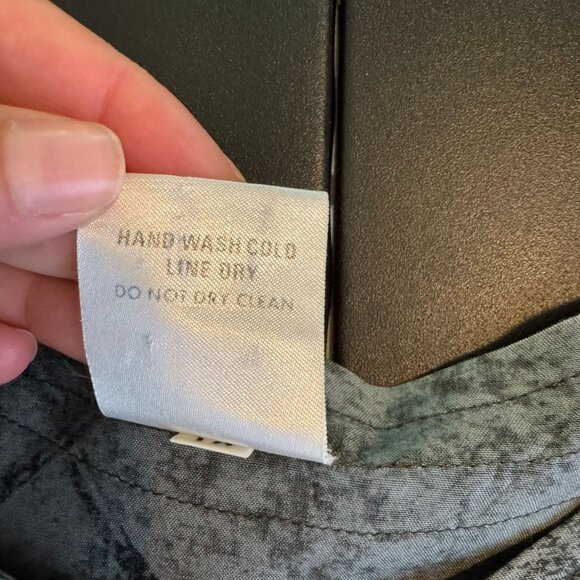 HAND WASH COLD
LINE DRY
DO NOT DRY CLEAN